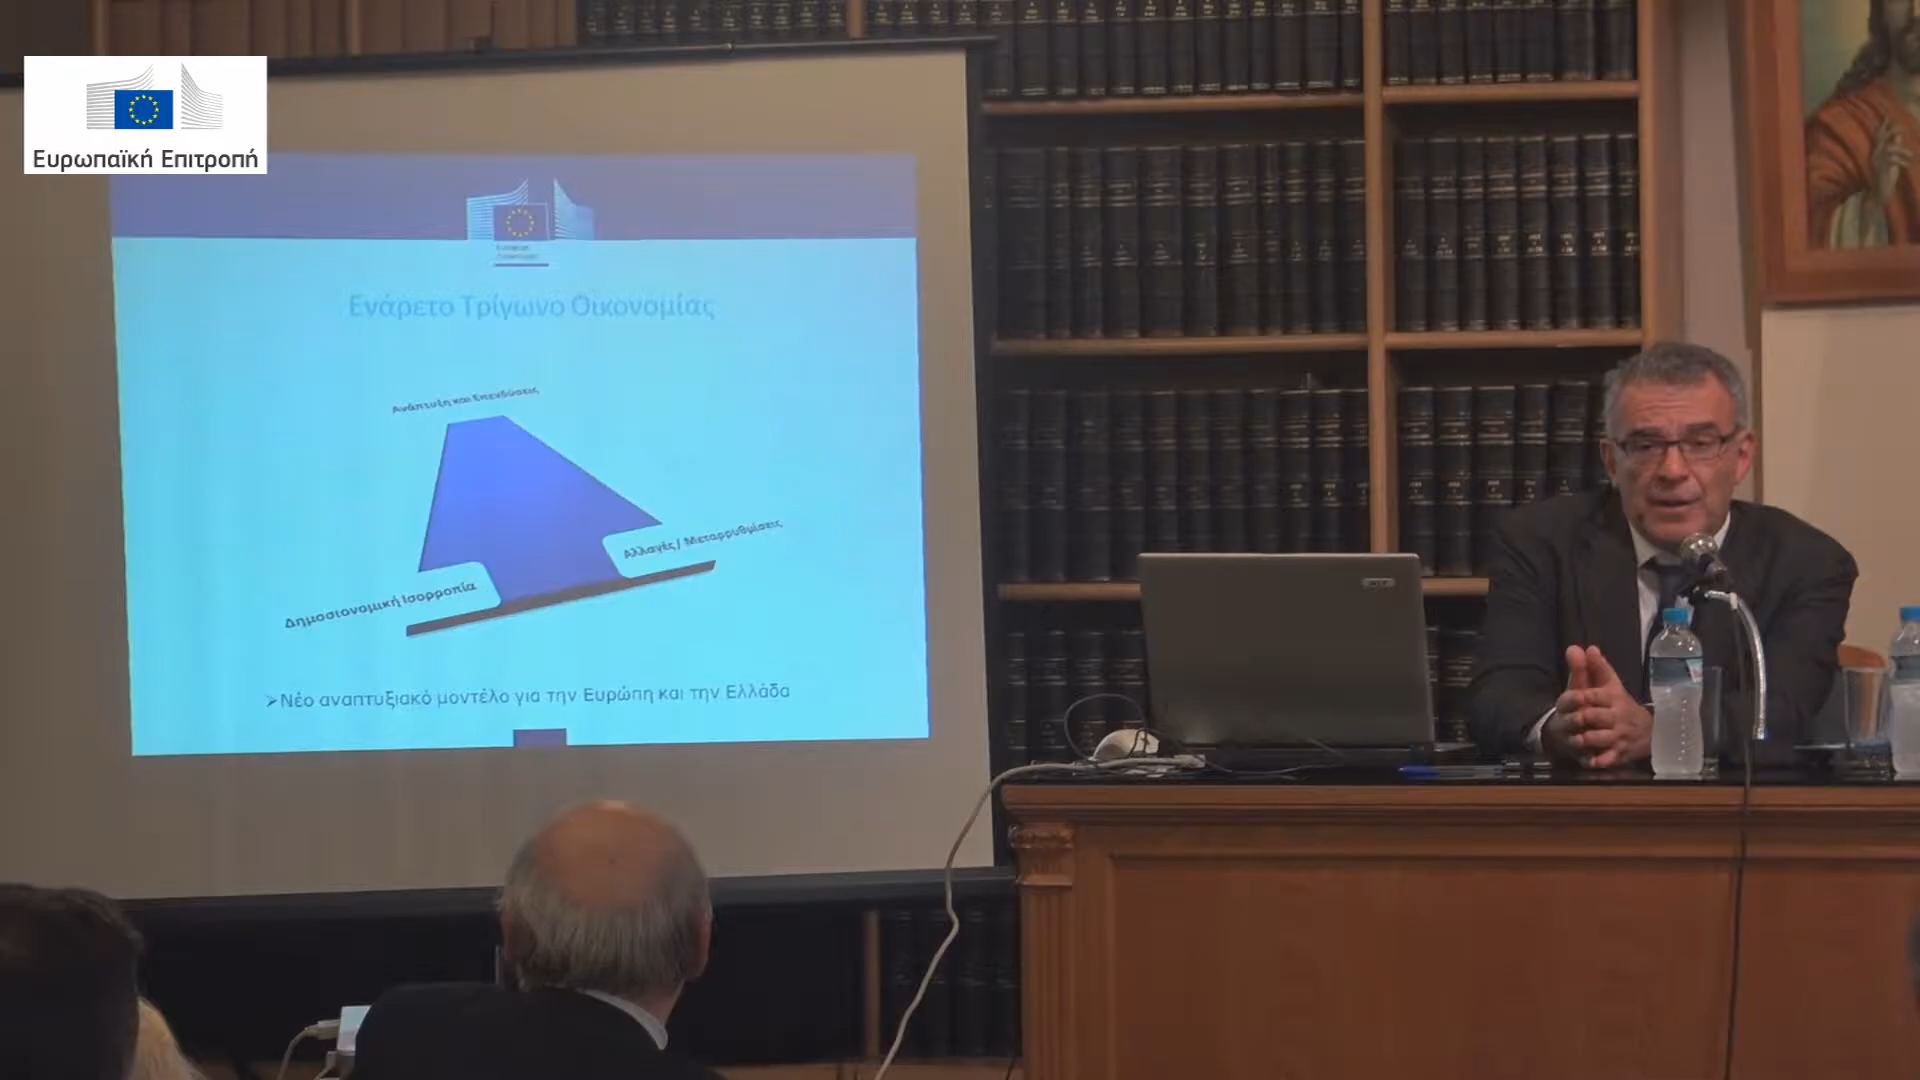 Ευρωπαϊκή Επιτροπή
Ενάρετο Τρίγωνο Οικονομίας
Ανάπτυξη και Επενδύσεις
Αλλαγές / Μεταρρυθμίσεις
Δημοσιονομική Ισορροπία
➢Νέο αναπτυξιακό μοντέλο για την Ευρώπη και την Ελλάδα